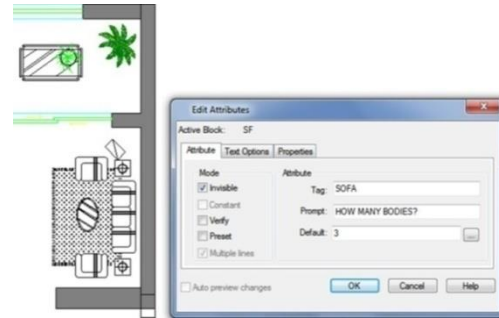 Edit Attributes
Active Block: SF
Attribute Text Options Properties
Mode
Invisible
Constant
Verify
Preset
Multiple lines
Attribute
Tag: SOFA
Prompt: HOW MANY BODIES?
Default: 3
...
Auto preview changes
OK Cancel Help